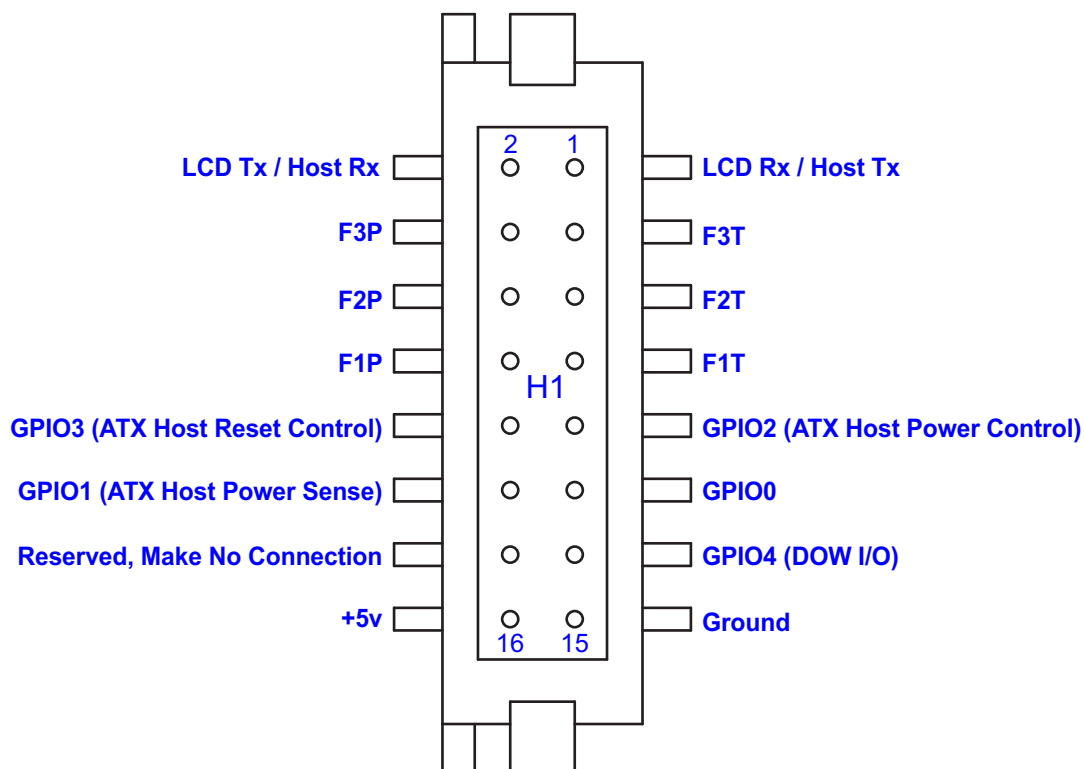 2 1
LCD Tx / Host Rx LCD Rx / Host Tx
F3P F3T
F2P F2T
F1P F1T
H1
GPIO3 (ATX Host Reset Control) GPIO2 (ATX Host Power Control)
GPIO1 (ATX Host Power Sense) GPIO0
Reserved, Make No Connection GPIO4 (DOW I/O)
+5v Ground
16 15